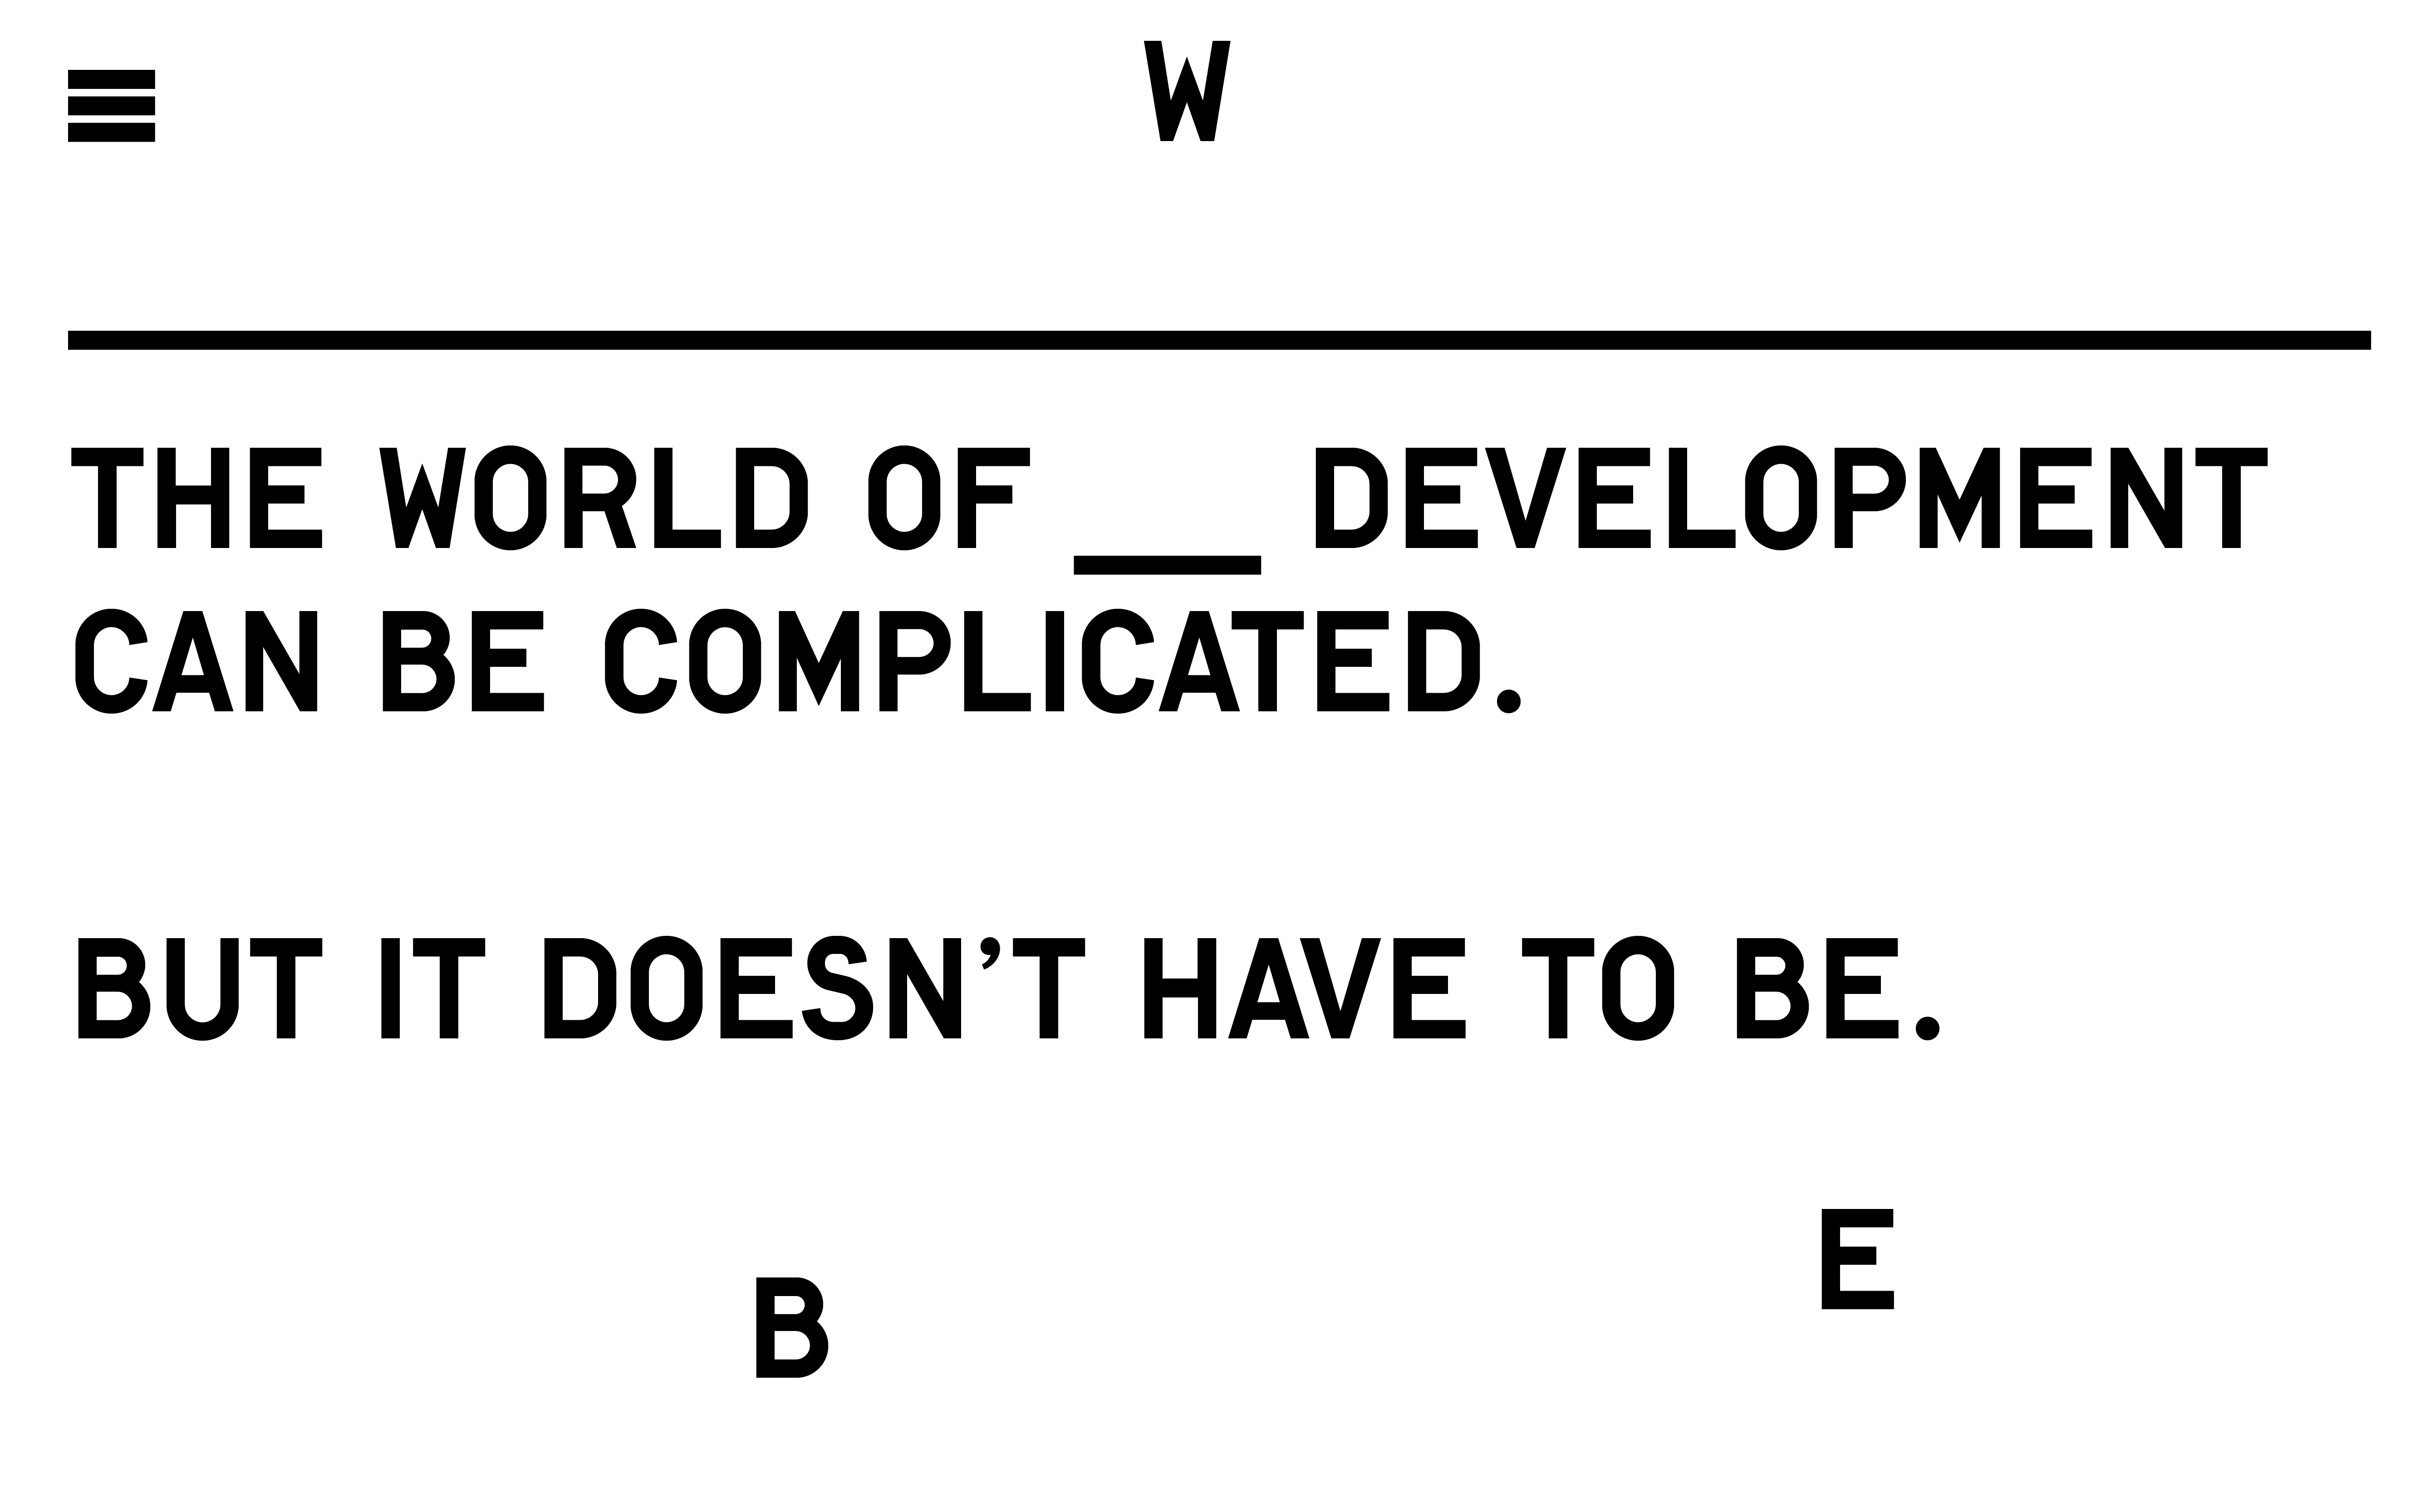 W
THE WORLD OF ___ DEVELOPMENT
CAN BE COMPLICATED.
BUT IT DOESN’T HAVE TO BE.
E
B